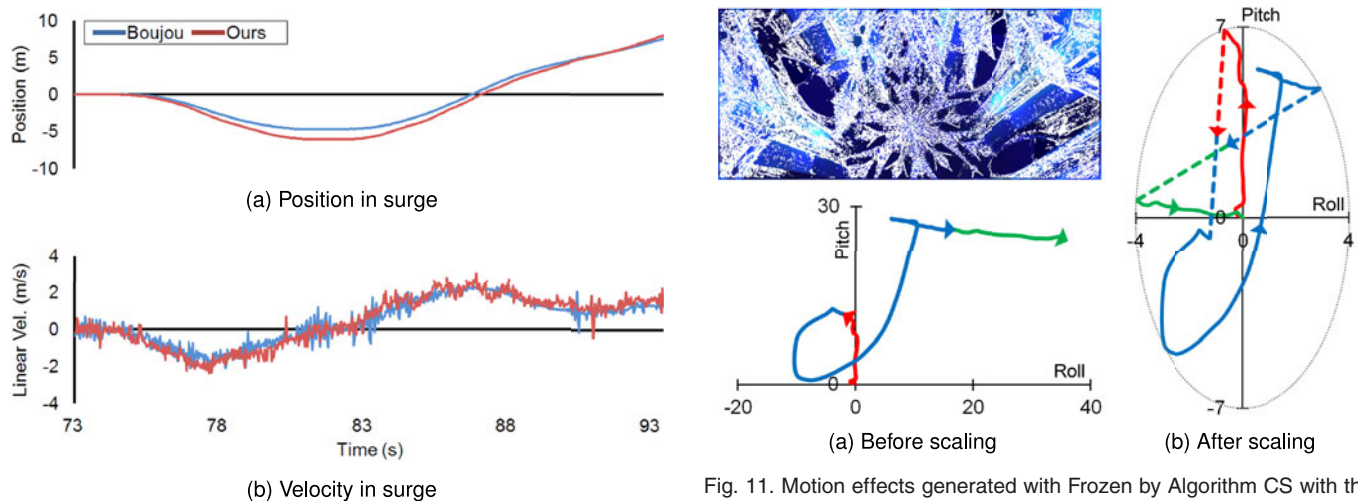 10
5
0
-5
10
Position (m)
Boujou
Ours
(a) Position in surge
4
2
0
-2
-4
Linear Vel. (m/s)
73
78
83
88
93
Time (s)
(b) Velocity in surge
30
Pitch
0
Roll
-20
0
20
40
(a) Before scaling
Pitch
7
Roll
-4
0
4
-7
(b) After scaling
Fig. 11. Motion effects generated with Frozen by Algorithm CS with th